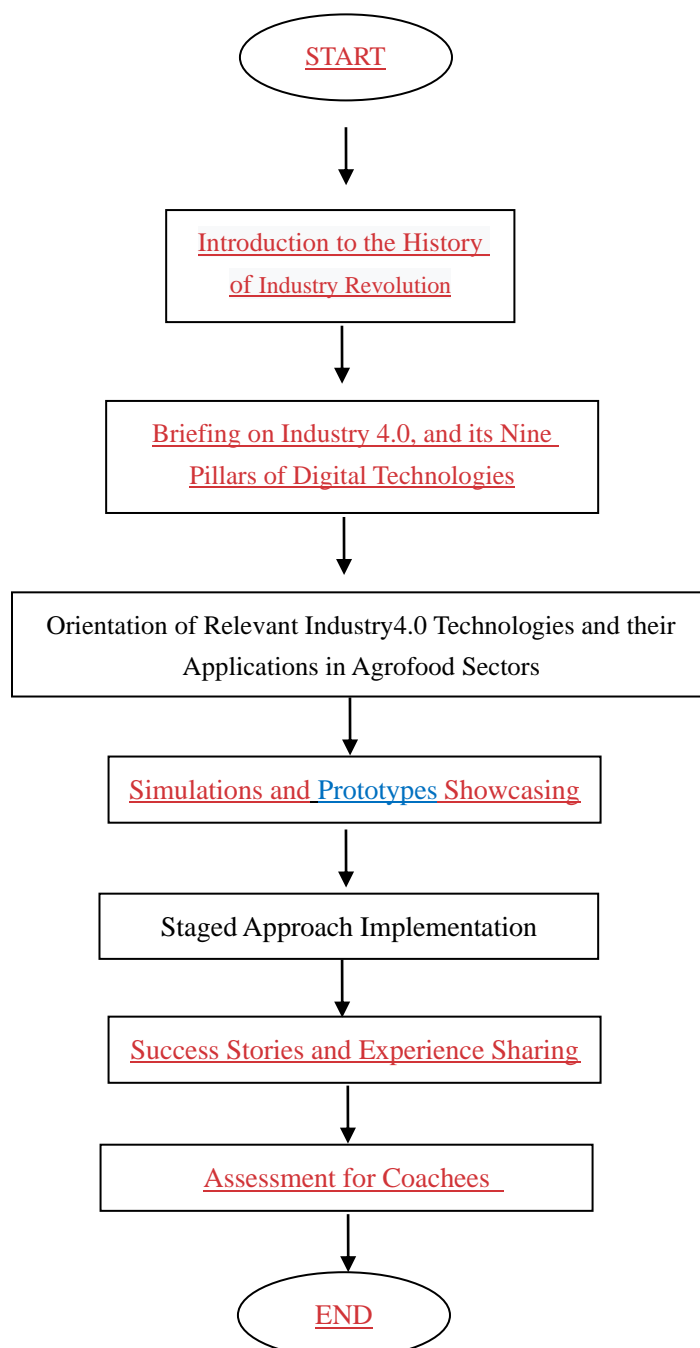 START
Introduction to the History
of Industry Revolution
Briefing on Industry 4.0, and its Nine
Pillars of Digital Technologies
Orientation of Relevant Industry4.0 Technologies and their
Applications in Agrofood Sectors
Simulations and Prototypes Showcasing
Staged Approach Implementation
Success Stories and Experience Sharing
Assessment for Coachees
END